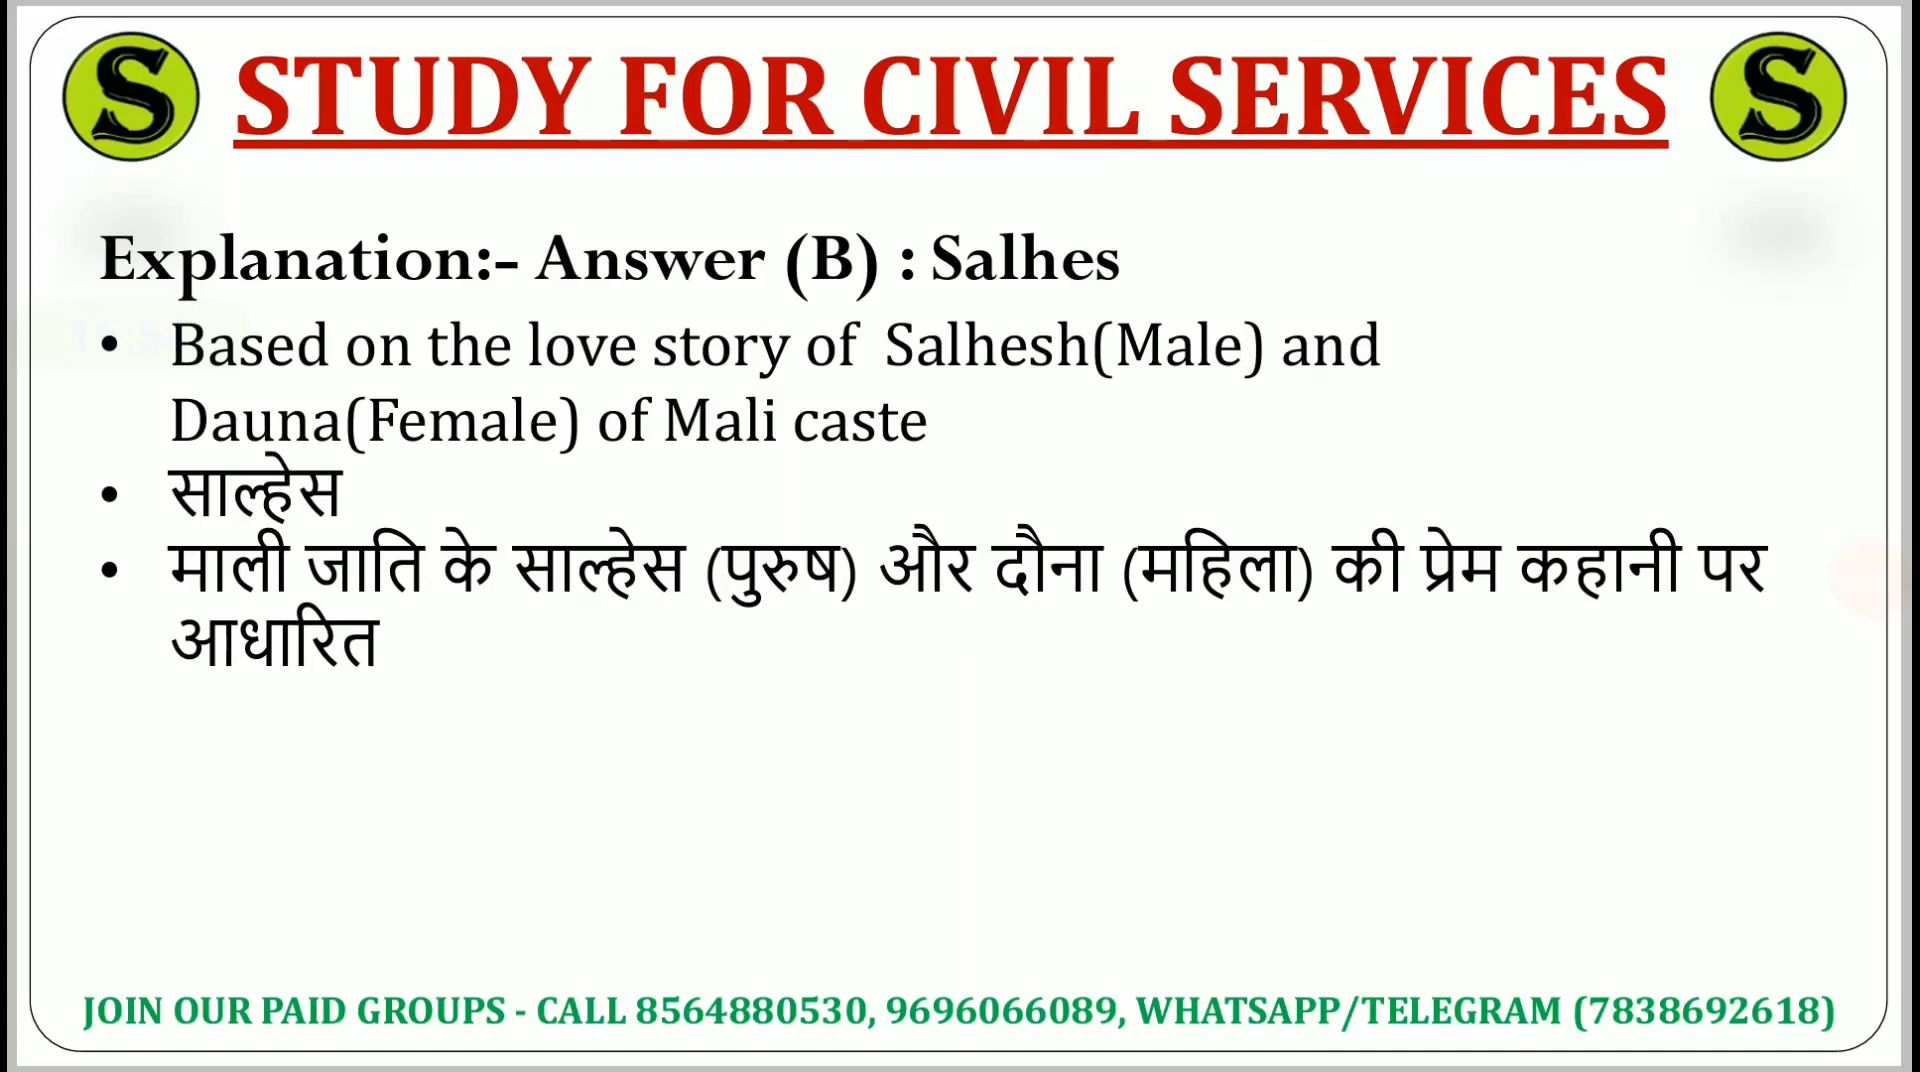 S STUDY FOR CIVIL SERVICES S
Explanation:- Answer (B) : Salhes
• Based on the love story of Salhesh(Male) and
Dauna(Female) of Mali caste
• साल्हेस
• माली जाति के साल्हेस (पुरुष) और दौना (महिला) की प्रेम कहानी पर
आधारित
JOIN OUR PAID GROUPS - CALL 8564880530, 9696066089, WHATSAPP/TELEGRAM (7838692618)